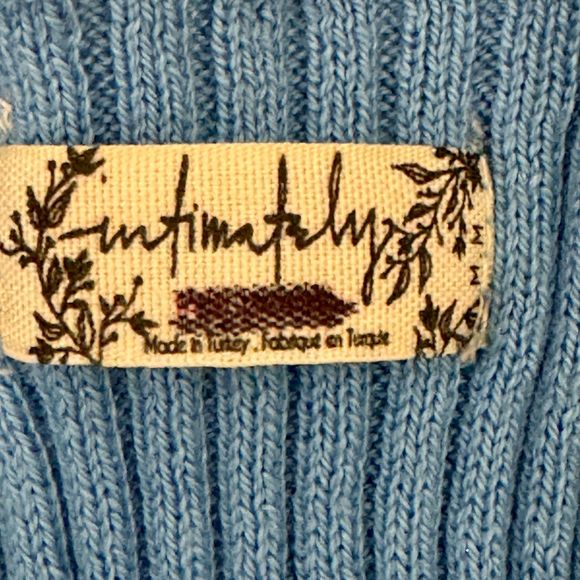 intimately
Made in Turkey . Fabriqué en Turquie
M M M